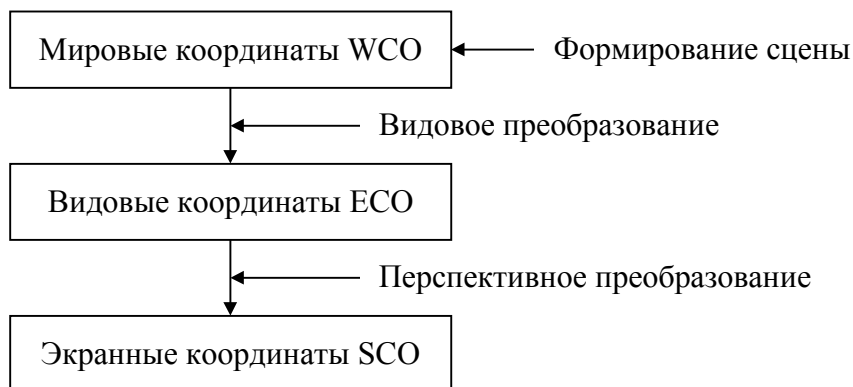 Мировые координаты WCO
Формирование сцены
Видовое преобразование
Видовые координаты ECO
Перспективное преобразование
Экранные координаты SCO